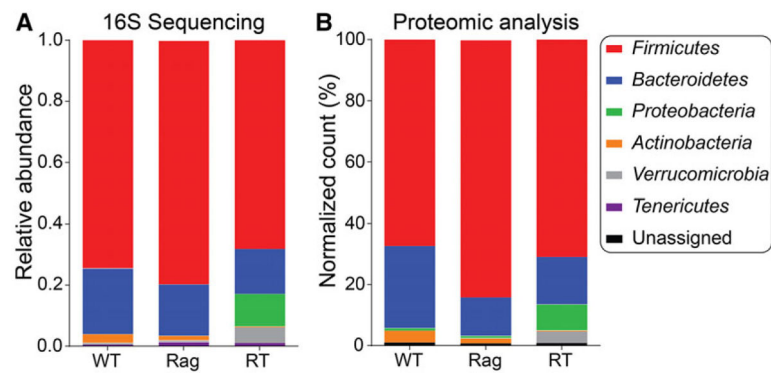 A 16S Sequencing
Relative abundance
1.0
0.8
0.6
0.4
0.2
0.0
WT Rag RT
B Proteomic analysis
Normalized count (%)
100
80
60
40
20
0
WT Rag RT
Firmicutes
Bacteroidetes
Proteobacteria
Actinobacteria
Verrucomicrobia
Tenericutes
Unassigned